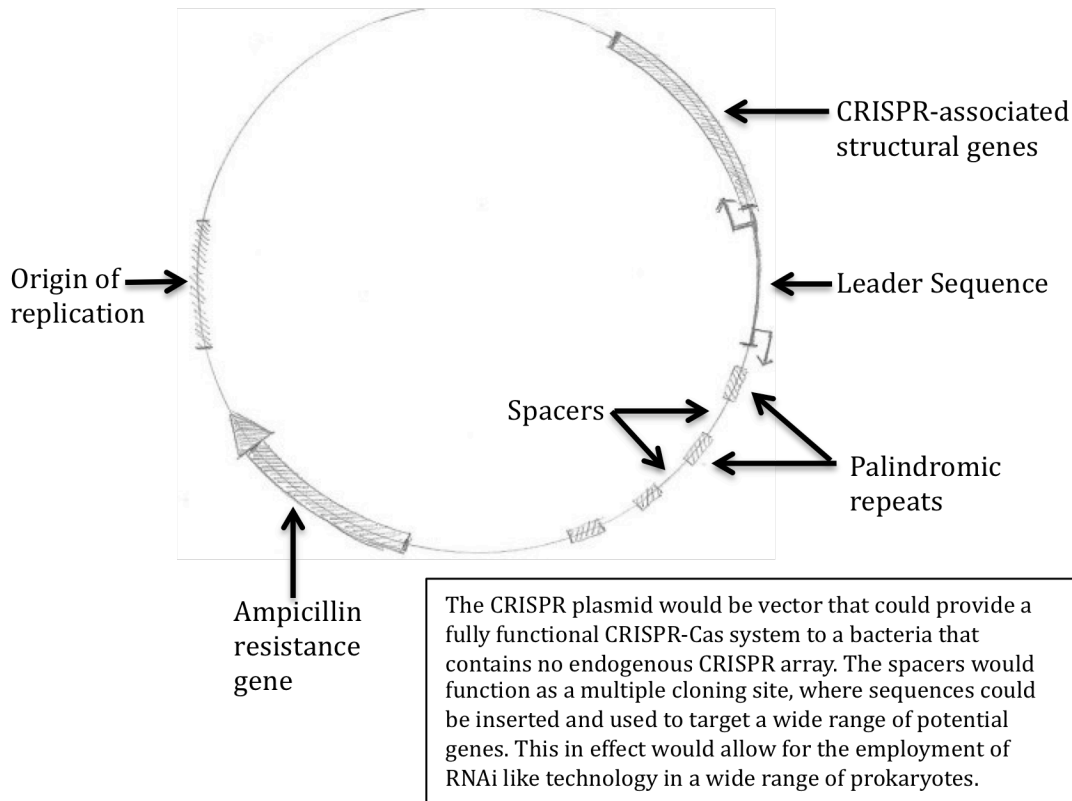 CRISPR-associated
structural genes
Origin of
replication
Leader Sequence
Spacers
Palindromic
repeats
Ampicillin
resistance
gene
The CRISPR plasmid would be vector that could provide a
fully functional CRISPR-Cas system to a bacteria that
contains no endogenous CRISPR array. The spacers would
function as a multiple cloning site, where sequences could
be inserted and used to target a wide range of potential
genes. This in effect would allow for the employment of
RNAi like technology in a wide range of prokaryotes.